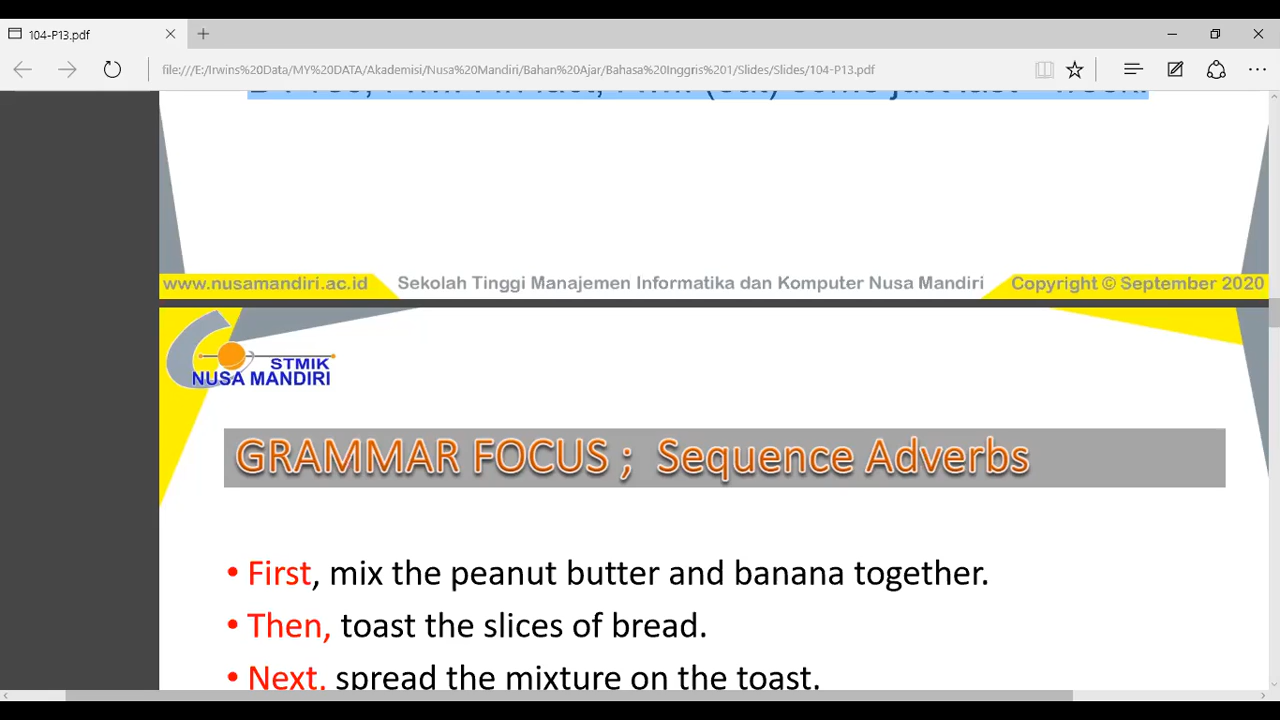 104-P13.pdf
file:///E:/Irwins%20Data/MY%20DATA/Akademisi/Nusa%20Mandiri/Bahan%20Ajar/Bahasa%20Inggris%201/Slides/Slides/104-P13.pdf
www.nusamandiri.ac.id Sekolah Tinggi Manajemen Informatika dan Komputer Nusa Mandiri Copyright © September 2020
STMIK
NUSA MANDIRI
GRAMMAR FOCUS ; Sequence Adverbs
• First, mix the peanut butter and banana together.
• Then, toast the slices of bread.
• Next, spread the mixture on the toast.